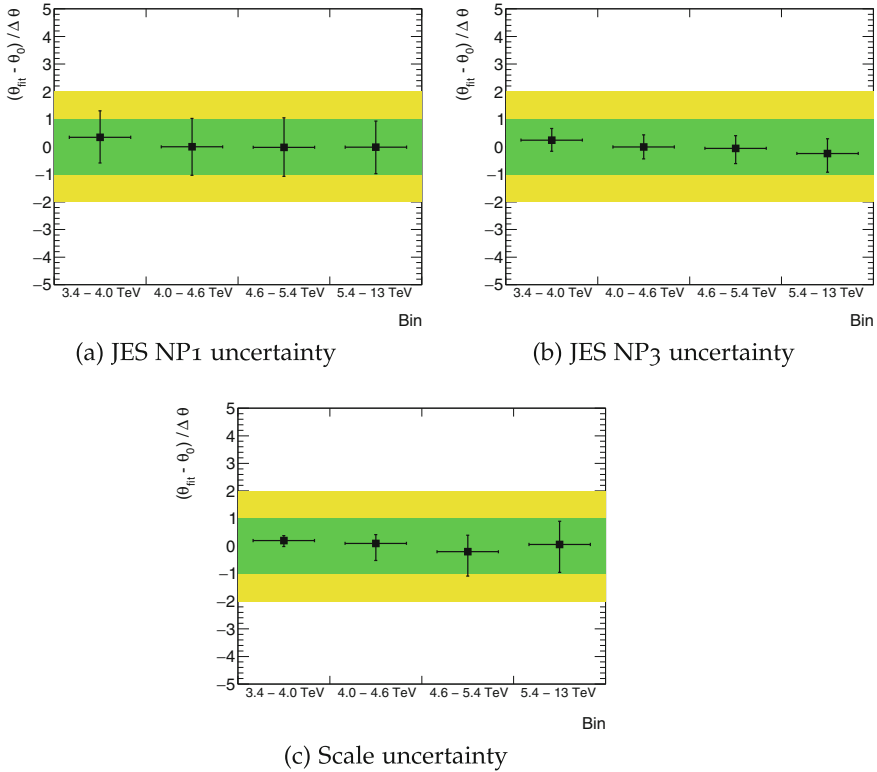 (θfit - θ0) / Δ θ
5
4
3
2
1
0
−1
−2
−3
−4
−5
3.4 – 4.0 TeV 4.0 – 4.6 TeV 4.6 – 5.4 TeV 5.4 – 13 TeV
Bin
(a) JES NP1 uncertainty
(θfit - θ0) / Δ θ
5
4
3
2
1
0
−1
−2
−3
−4
−5
3.4 – 4.0 TeV 4.0 – 4.6 TeV 4.6 – 5.4 TeV 5.4 – 13 TeV
Bin
(b) JES NP3 uncertainty
(θfit - θ0) / Δ θ
5
4
3
2
1
0
−1
−2
−3
−4
−5
3.4 – 4.0 TeV 4.0 – 4.6 TeV 4.6 – 5.4 TeV 5.4 – 13 TeV
Bin
(c) Scale uncertainty